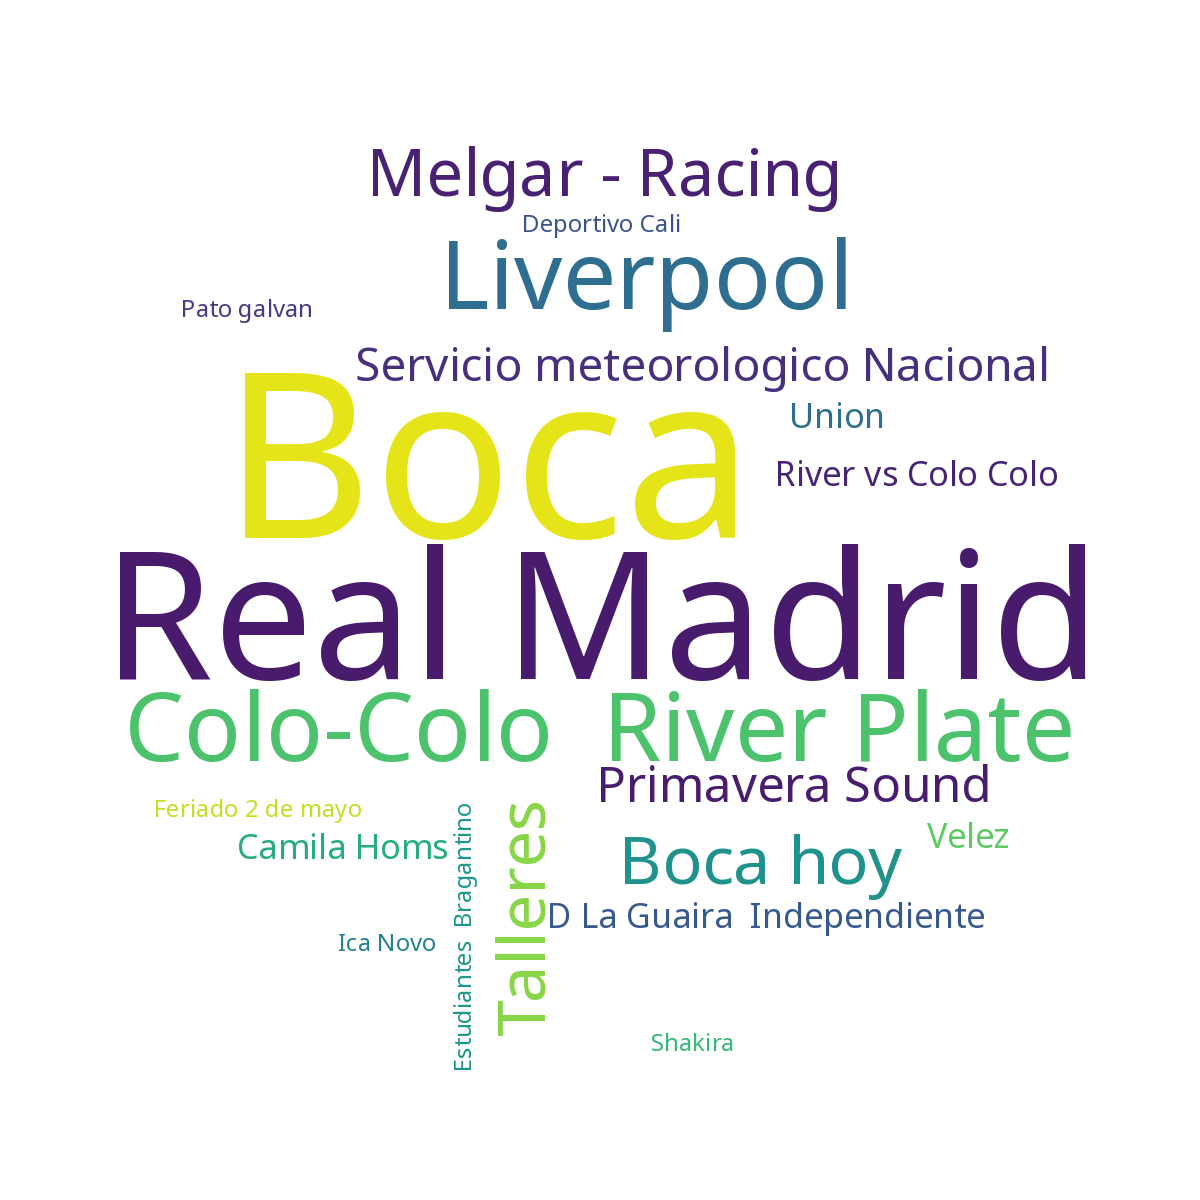 Melgar - Racing
Deportivo Cali
Liverpool
Pato galvan
Servicio meteorologico Nacional
Boca
Union
River vs Colo Colo
Real Madrid
Colo-Colo River Plate
Primavera Sound
Feriado 2 de mayo
Camila Homs
Velez
Boca hoy
Talleres
Estudiantes Bragantino
D La Guaira Independiente
Ica Novo
Shakira